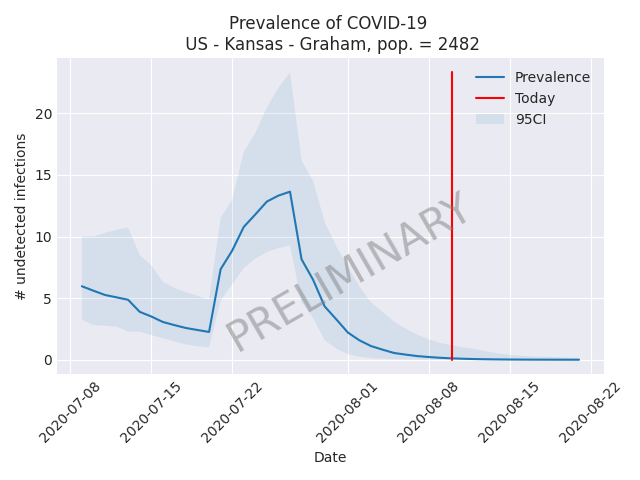 Prevalence of COVID-19
US - Kansas - Graham, pop. = 2482
Prevalence
Today
95CI
# undetected infections
20
15
10
5
0
PRELIMINARY
2020-07-08
2020-07-15
2020-07-22
2020-08-01
2020-08-08
2020-08-15
2020-08-22
Date